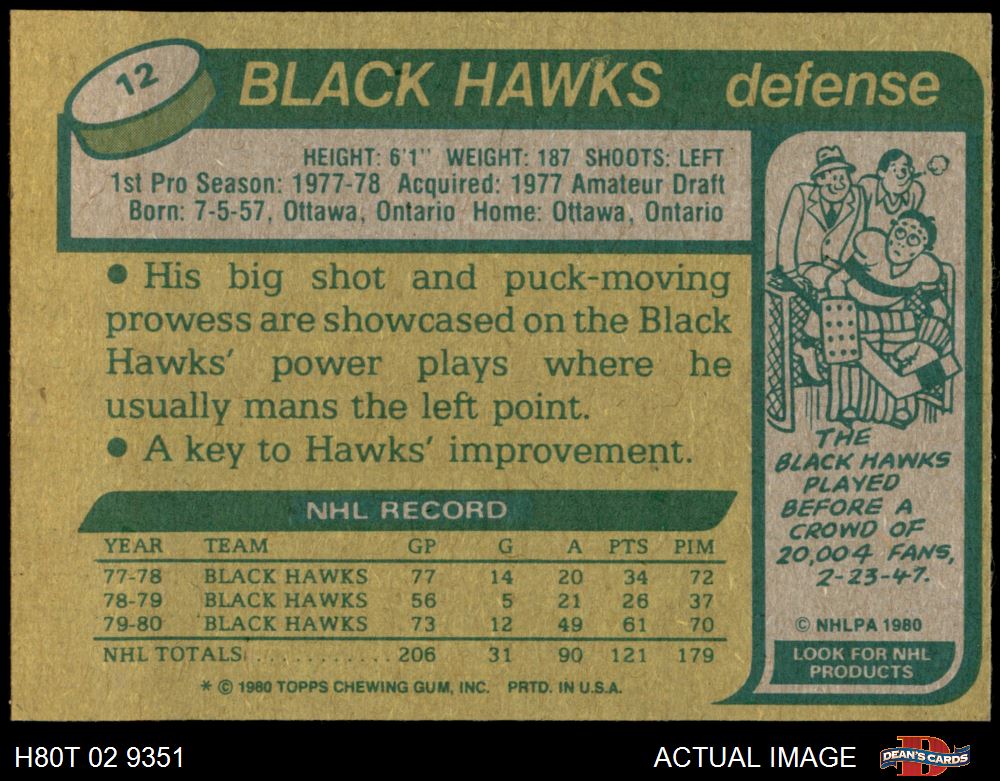 12
BLACK HAWKS defense
HEIGHT: 6'1" WEIGHT: 187 SHOOTS: LEFT
1st Pro Season: 1977-78 Acquired: 1977 Amateur Draft
Born: 7-5-57, Ottawa, Ontario Home: Ottawa, Ontario
• His big shot and puck-moving
prowess are showcased on the Black
Hawks' power plays where he
usually mans the left point.
• A key to Hawks' improvement.
NHL RECORD
YEAR TEAM GP G A PTS PIM
77-78 BLACK HAWKS 77 14 20 34 72
78-79 BLACK HAWKS 56 5 21 26 37
79-80 BLACK HAWKS 73 12 49 61 70
NHL TOTALS............206 31 90 121 179
* © 1980 TOPPS CHEWING GUM, INC. PRTD. IN U.S.A.
THE
BLACK HAWKS
PLAYED
BEFORE A
CROWD OF
20,004 FANS,
2-23-47.
© NHLPA 1980
LOOK FOR NHL
PRODUCTS
H80T 02 9351
ACTUAL IMAGE
DEAN'S CARDS